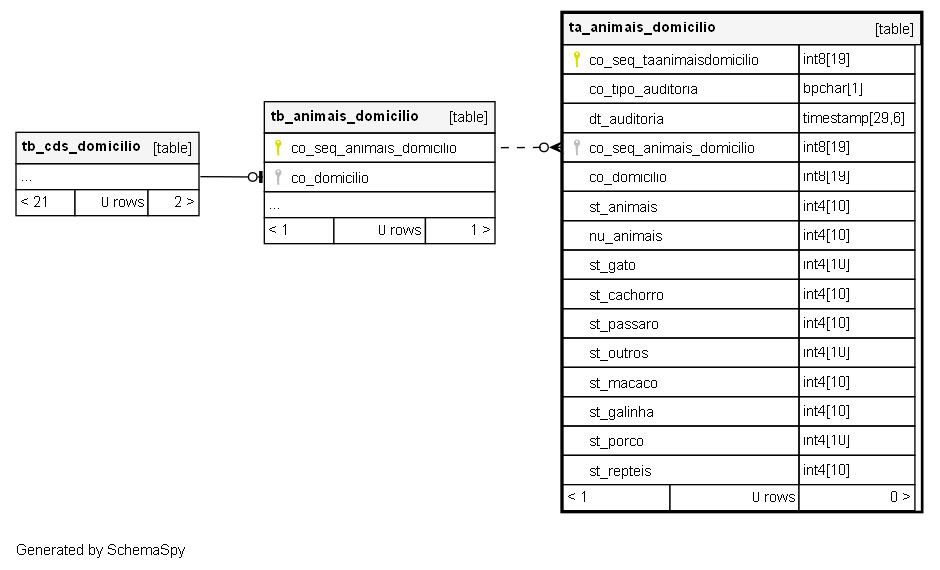 tb_cds_domicilio [table]
...
< 21 0 rows 2 >
tb_animais_domicilio [table]
co_seq_animais_domicilio
co_domicilio
...
< 1 0 rows 1 >
ta_animais_domicilio [table]
co_seq_taanimaisdomicilio int8[19]
co_tipo_auditoria bpchar[1]
dt_auditoria timestamp[29,6]
co_seq_animais_domicilio int8[19]
co_domicilio int8[19]
st_animais int4[10]
nu_animais int4[10]
st_gato int4[10]
st_cachorro int4[10]
st_passaro int4[10]
st_outros int4[10]
st_macaco int4[10]
st_galinha int4[10]
st_porco int4[10]
st_repteis int4[10]
< 1 0 rows 0 >
Generated by SchemaSpy